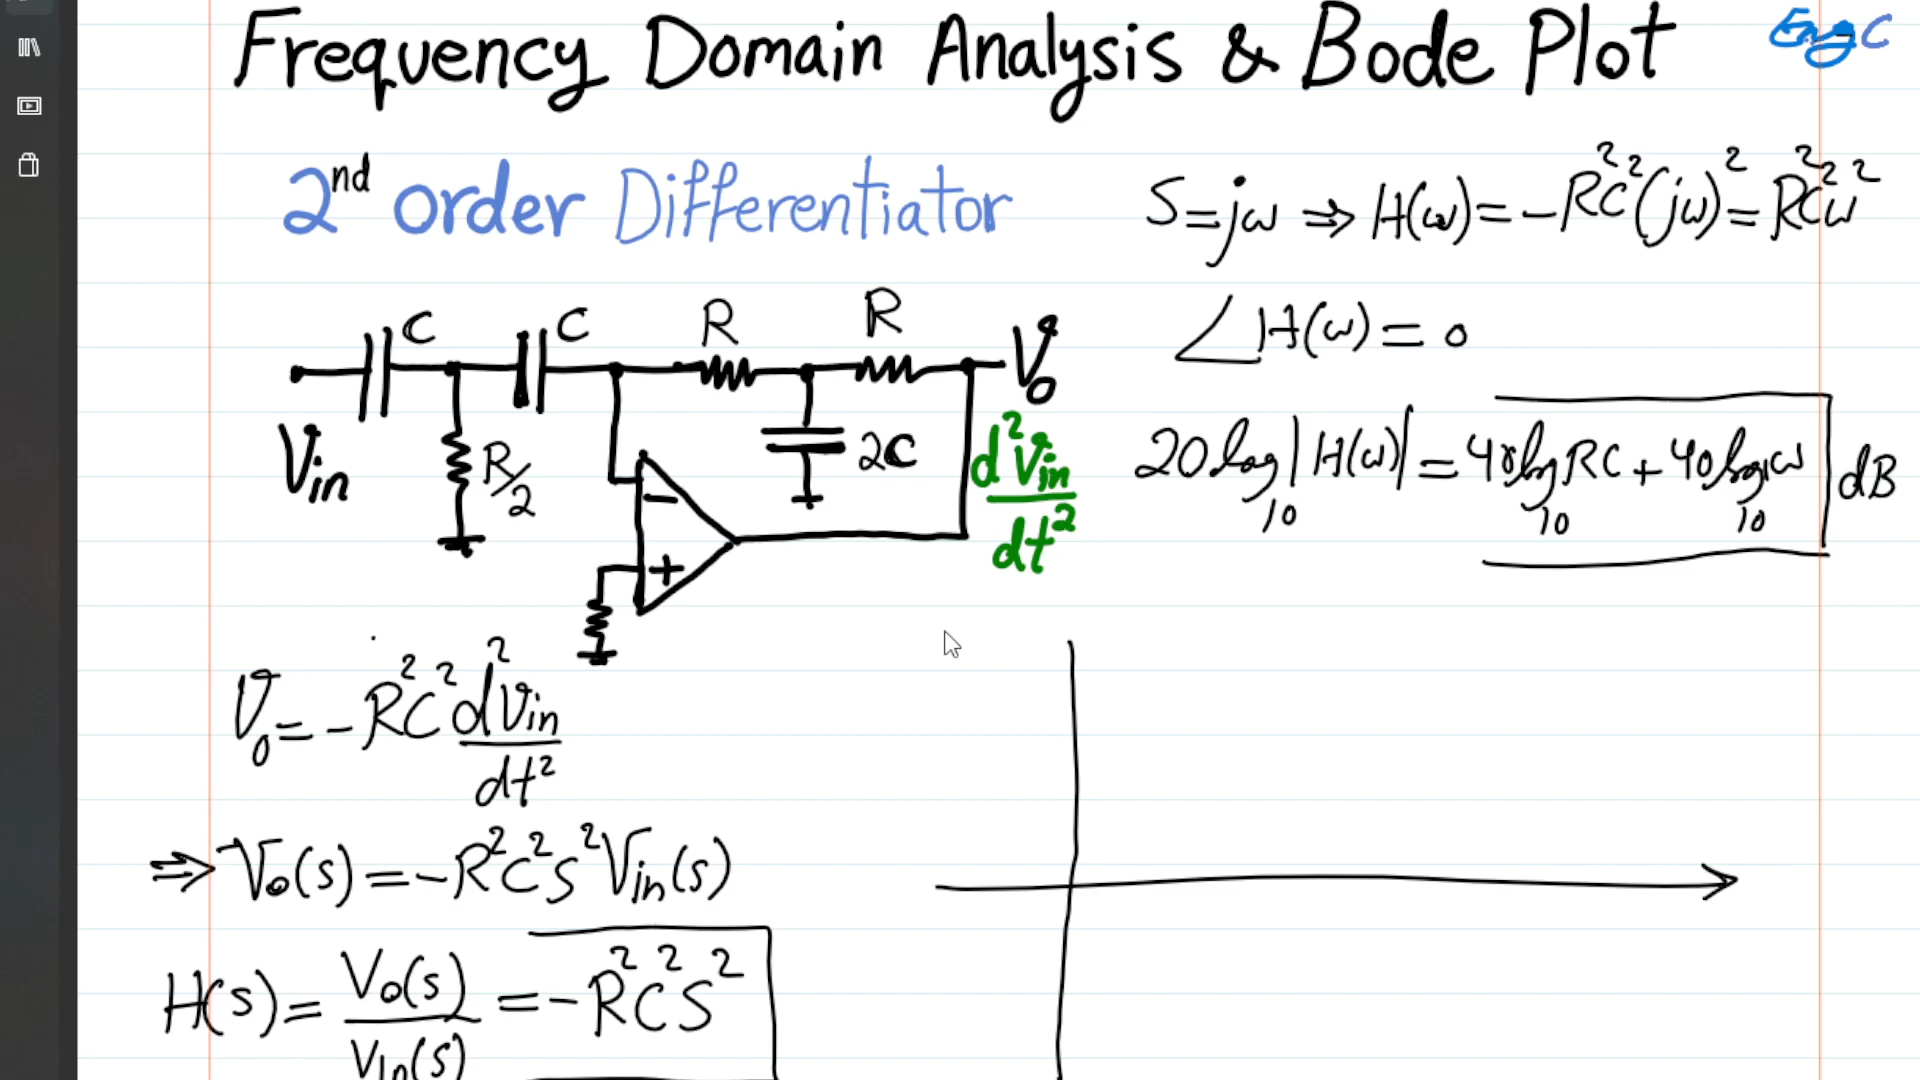 Frequency Domain Analysis & Bode Plot
EngC
2nd order Differentiator
S=jω ⇒ H(ω)=-R²C²(jω)²=R²C²ω²
∠H(ω)=0
20log₁₀|H(ω)|=40log₁₀RC+40log₁₀ω dB
C C R R Vo
Vin R/2 2C d²Vin/dt²
-
+
Vo=-R²C² d²Vin/dt²
⇒ Vo(s)=-R²C²S²Vin(s)
H(s)=Vo(s)/Vin(s)=-R²C²S²